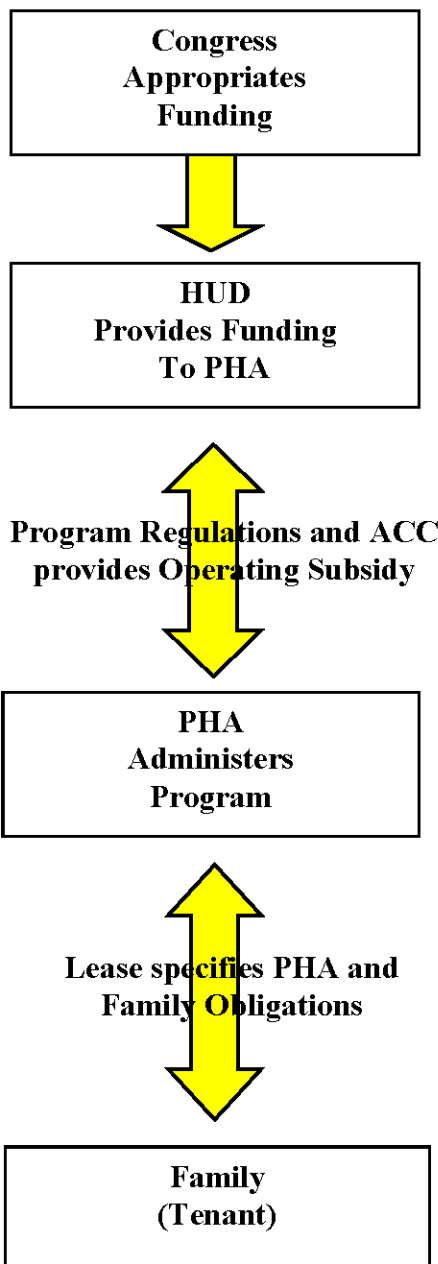 Congress
Appropriates
Funding
HUD
Provides Funding
To PHA
Program Regulations and ACC
provides Operating Subsidy
PHA
Administers
Program
Lease specifies PHA and
Family Obligations
Family
(Tenant)